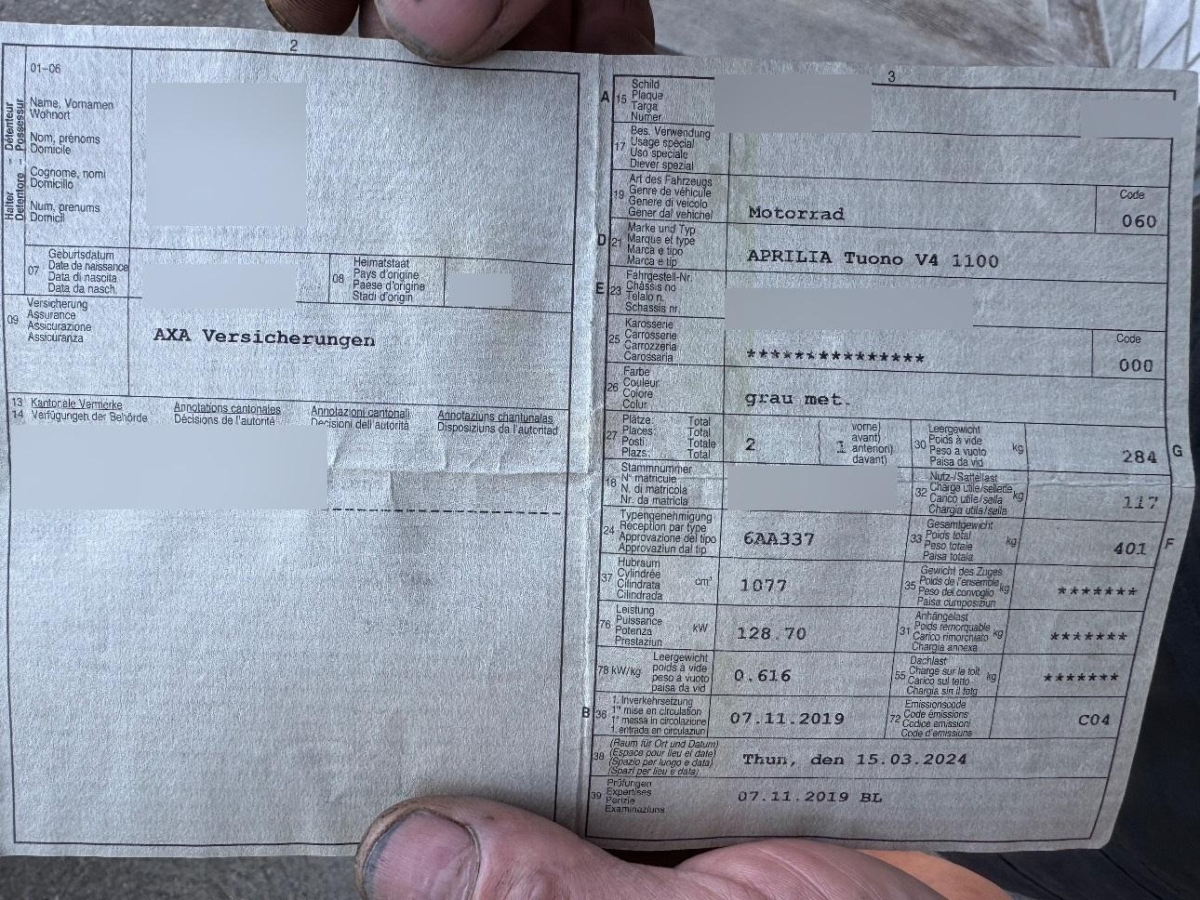 2
01-06
Halter - Détenteur
Detentore - Possessur
Name, Vornamen
Wohnort
Nom, prénoms
Domicile
Cognome, nomi
Domicilio
Num, prenums
Domicil
07
Geburtsdatum
Date de naissance
Data di nascita
Data da nasch.
08
Heimatstaat
Pays d'origine
Paese d'origine
Stadi d'origin
09
Versicherung
Assurance
Assicurazione
Assicuranza
AXA Versicherungen
13 Kantonale Vermerke
14 Verfügungen der Behörde
Annotations cantonales
Décisions de l'autorité
Annotazioni cantonali
Decisioni dell'autorità
Annotaziuns chantunalas
Disposiziuns da l'autoritad
3
A 15
Schild
Plaque
Targa
Numer
17
Bes. Verwendung
Usage spécial
Uso speciale
Diever spezial
19
Art des Fahrzeugs
Genre de véhicule
Genere di veicolo
Gener dal vehichel
Motorrad
Code
060
D 21
Marke und Typ
Marque et type
Marca e tipo
Marca e tip
APRILIA Tuono V4 1100
E 23
Fahrgestell-Nr.
Châssis no
Telaio n.
Schassis nr.
25
Karosserie
Carrosserie
Carrozzeria
Carossaria
***************
Code
000
26
Farbe
Couleur
Colore
Colur
grau met.
27
Plätze: Total
Places: Total
Posti: Totale
Plazs: Total
2
1
vorne)
avant)
anteriori)
davant)
30
Leergewicht
Poids à vide
Peso a vuoto
Paisa da vid
kg
284
G
18
Stammnummer
N° matricule
N. di matricola
Nr. da matricla
32
Nutz-/Sattellast
Charge utile/sellette
Carico utile/sella
Chargia utila/sella
kg
117
24
Typengenehmigung
Réception par type
Approvazione del tipo
Approvaziun dal tip
6AA337
33
Gesamtgewicht
Poids total
Peso totale
Paisa totala
kg
401
F
37
Hubraum
Cylindrée
Cilindrata
Cilindrada
cm³
1077
35
Gewicht des Zuges
Poids de l'ensemble
Peso del convoglio
Paisa cumposiziun
kg
*******
76
Leistung
Puissance
Potenza
Prestaziun
kW
128.70
31
Anhängelast
Poids remorquable
Carico rimorchiato
Chargia annexa
kg
*******
78 kW/kg
Leergewicht
poids à vide
peso a vuoto
paisa da vid
0.616
55
Dachlast
Charge sur le toit
Carico sul tetto
Chargia sin il tetg
kg
*******
B 36
1. Inverkehrsetzung
1re mise en circulation
1a messa in circolazione
1. entrada en circulaziun
07.11.2019
72
Emissionscode
Code émissions
Codice emissioni
Code d'emissiuns
C04
38
(Raum für Ort und Datum)
(Espace pour lieu et date)
(Spazio per luogo e data)
(Spazi per lieu e data)
Thun, den 15.03.2024
39
Prüfungen
Expertises
Perizie
Examinaziuns
07.11.2019 BL